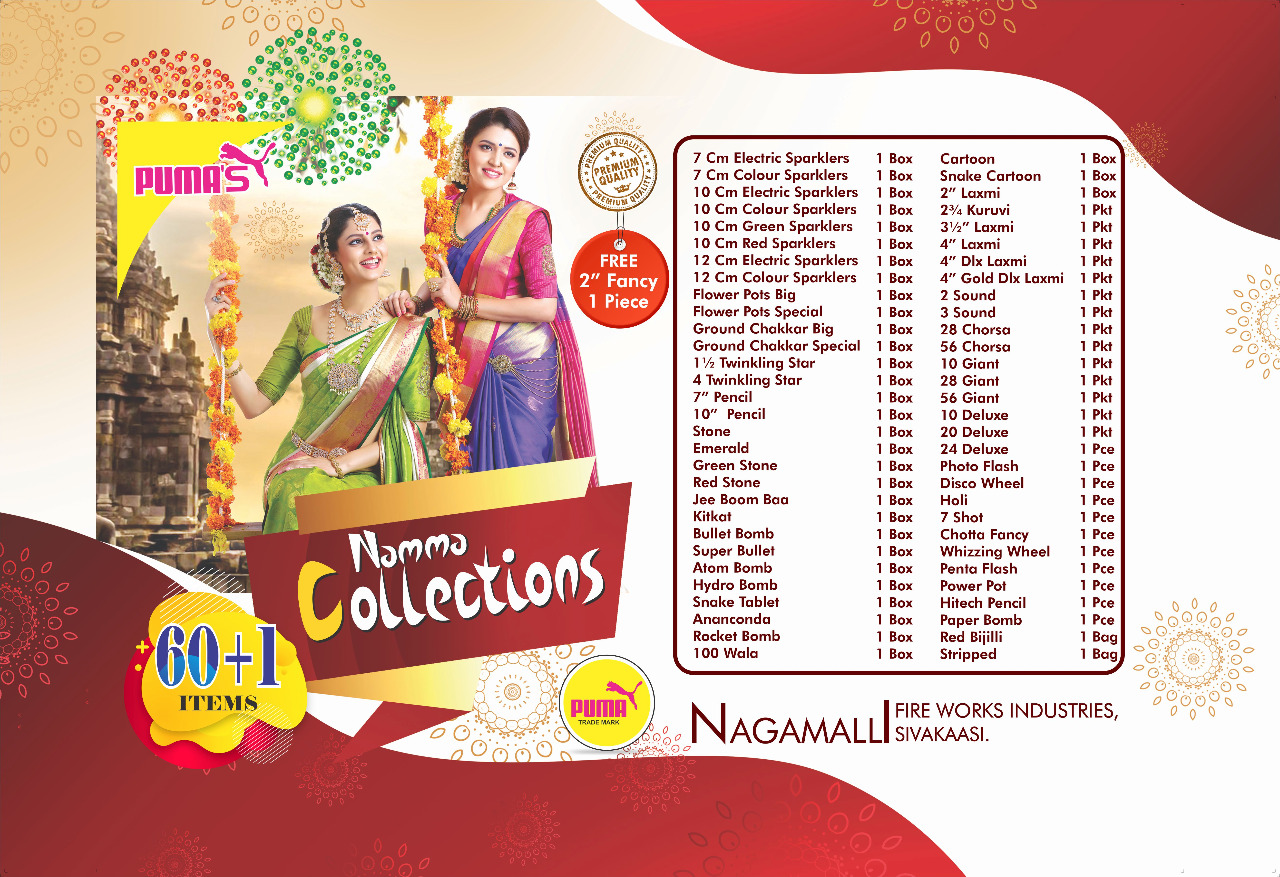 PUMA'S
PREMIUM QUALITY
PREMIUM
QUALITY
PREMIUM QUALITY
FREE
2” Fancy
1 Piece
Namma
Collections
60+1
ITEMS
PUMA
TRADE MARK
7 Cm Electric Sparklers 1 Box
7 Cm Colour Sparklers 1 Box
10 Cm Electric Sparklers 1 Box
10 Cm Colour Sparklers 1 Box
10 Cm Green Sparklers 1 Box
10 Cm Red Sparklers 1 Box
12 Cm Electric Sparklers 1 Box
12 Cm Colour Sparklers 1 Box
Flower Pots Big 1 Box
Flower Pots Special 1 Box
Ground Chakkar Big 1 Box
Ground Chakkar Special 1 Box
1½ Twinkling Star 1 Box
4 Twinkling Star 1 Box
7” Pencil 1 Box
10” Pencil 1 Box
Stone 1 Box
Emerald 1 Box
Green Stone 1 Box
Red Stone 1 Box
Jee Boom Baa 1 Box
Kitkat 1 Box
Bullet Bomb 1 Box
Super Bullet 1 Box
Atom Bomb 1 Box
Hydro Bomb 1 Box
Snake Tablet 1 Box
Ananconda 1 Box
Rocket Bomb 1 Box
100 Wala 1 Box
Cartoon 1 Box
Snake Cartoon 1 Box
2” Laxmi 1 Box
2¾ Kuruvi 1 Pkt
3½” Laxmi 1 Pkt
4” Laxmi 1 Pkt
4” Dlx Laxmi 1 Pkt
4” Gold Dlx Laxmi 1 Pkt
2 Sound 1 Pkt
3 Sound 1 Pkt
28 Chorsa 1 Pkt
56 Chorsa 1 Pkt
10 Giant 1 Pkt
28 Giant 1 Pkt
56 Giant 1 Pkt
10 Deluxe 1 Pkt
20 Deluxe 1 Pkt
24 Deluxe 1 Pce
Photo Flash 1 Pce
Disco Wheel 1 Pce
Holi 1 Pce
7 Shot 1 Pce
Chotta Fancy 1 Pce
Whizzing Wheel 1 Pce
Penta Flash 1 Pce
Power Pot 1 Pce
Hitech Pencil 1 Pce
Paper Bomb 1 Pce
Red Bijilli 1 Bag
Stripped 1 Bag
NAGAMALLI FIRE WORKS INDUSTRIES,
SIVAKAASI.